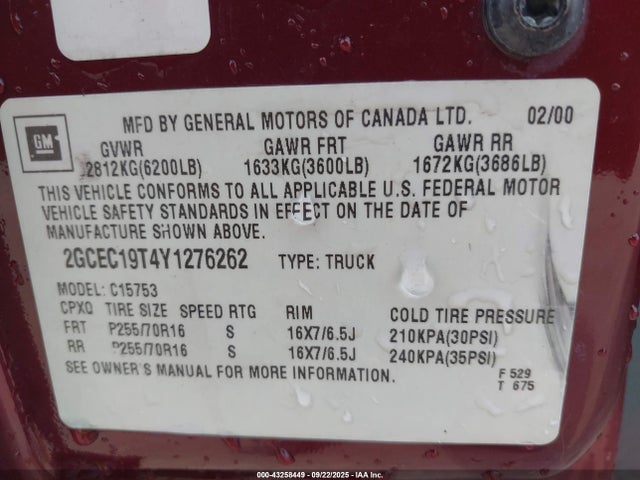 MFD BY GENERAL MOTORS OF CANADA LTD. 02/00
GM
GVWR GAWR FRT GAWR RR
2812KG(6200LB) 1633KG(3600LB) 1672KG(3686LB)
THIS VEHICLE CONFORMS TO ALL APPLICABLE U.S. FEDERAL MOTOR
VEHICLE SAFETY STANDARDS IN EFFECT ON THE DATE OF
MANUFACTURE SHOWN ABOVE.
2GCEC19T4Y1276262 TYPE: TRUCK
MODEL: C15753
CPXQ TIRE SIZE SPEED RTG RIM COLD TIRE PRESSURE
FRT P255/70R16 S 16X7/6.5J 210KPA(30PSI)
RR P255/70R16 S 16X7/6.5J 240KPA(35PSI)
SEE OWNER'S MANUAL FOR MORE INFORMATION.
F 529
T 675
000-43258449 - 09/22/2025 - IAA Inc.